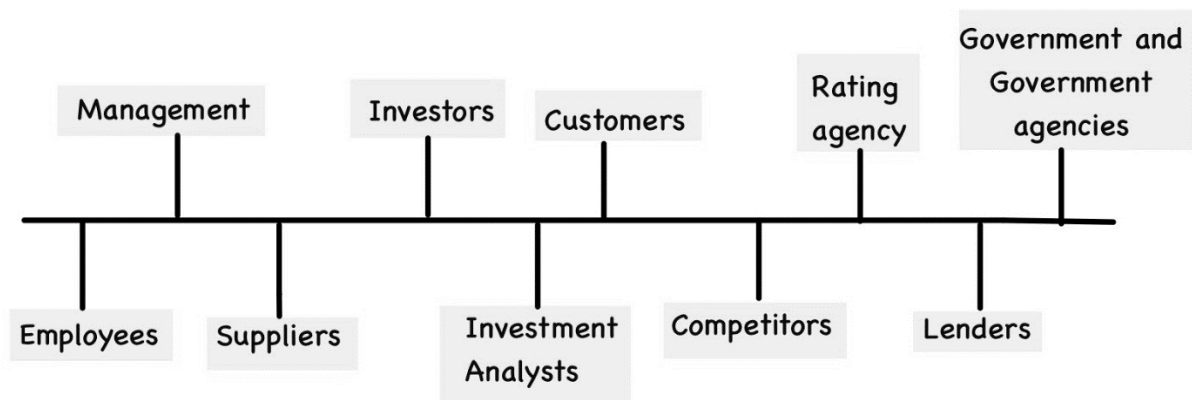 Government and
Government
agencies
Rating
agency
Management
Investors
Customers
Employees
Suppliers
Investment
Analysts
Competitors
Lenders